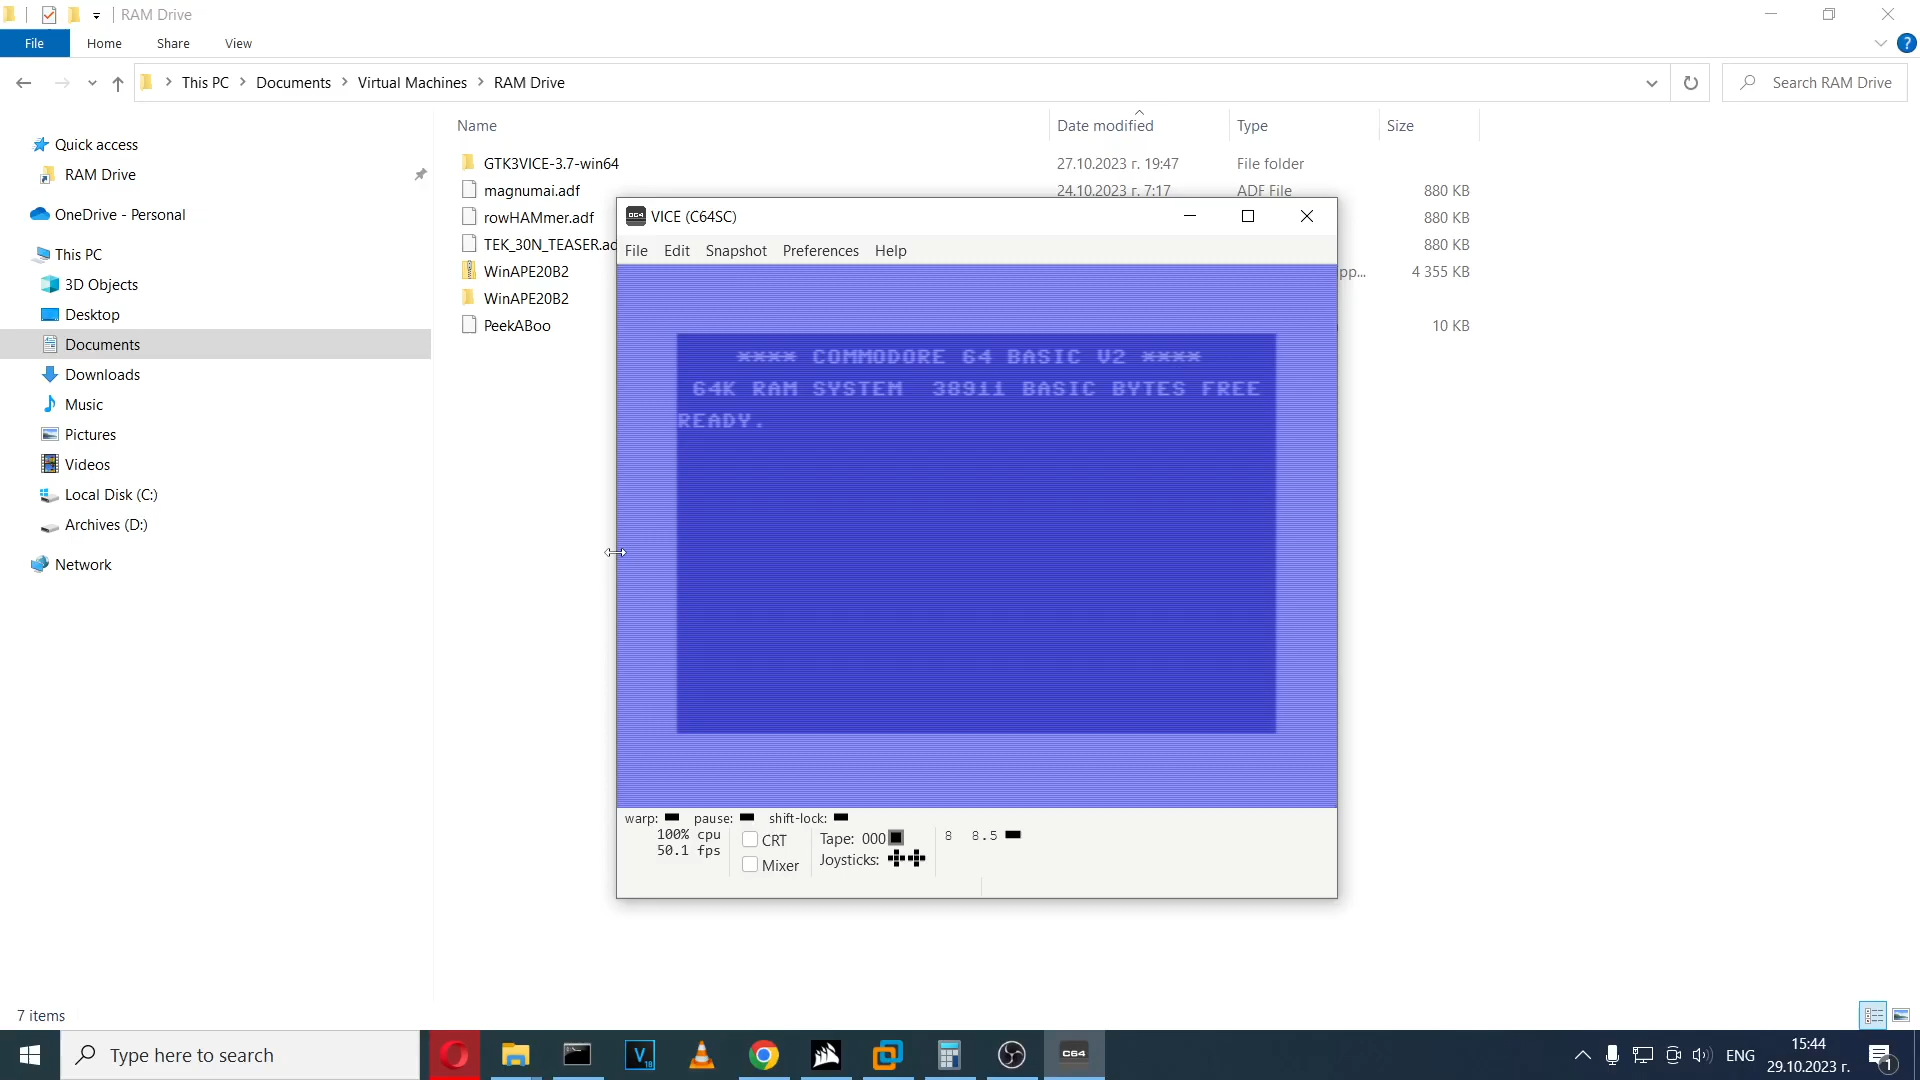 RAM Drive
File Home Share View
This PC Documents Virtual Machines RAM Drive Search RAM Drive
Name Date modified Type Size
Quick access
RAM Drive
OneDrive - Personal
This PC
3D Objects
Desktop
Documents
Downloads
Music
Pictures
Videos
Local Disk (C:)
Archives (D:)
Network
GTK3VICE-3.7-win64 27.10.2023 г. 19:47 File folder
magnumai.adf 24.10.2023 г. 7:17 ADF File 880 KB
rowHAMmer.adf 880 KB
TEK_30N_TEASER.ad 880 KB
WinAPE20B2 pp... 4 355 KB
WinAPE20B2
PeekABoo 10 KB
VICE (C64SC)
File Edit Snapshot Preferences Help
**** COMMODORE 64 BASIC V2 ****
64K RAM SYSTEM 38911 BASIC BYTES FREE
READY.
warp: pause: shift-lock:
100% cpu
50.1 fps
CRT
Mixer
Tape: 000
Joysticks:
8 8.5
7 items
Type here to search
C64
ENG
15:44
29.10.2023 г.
1